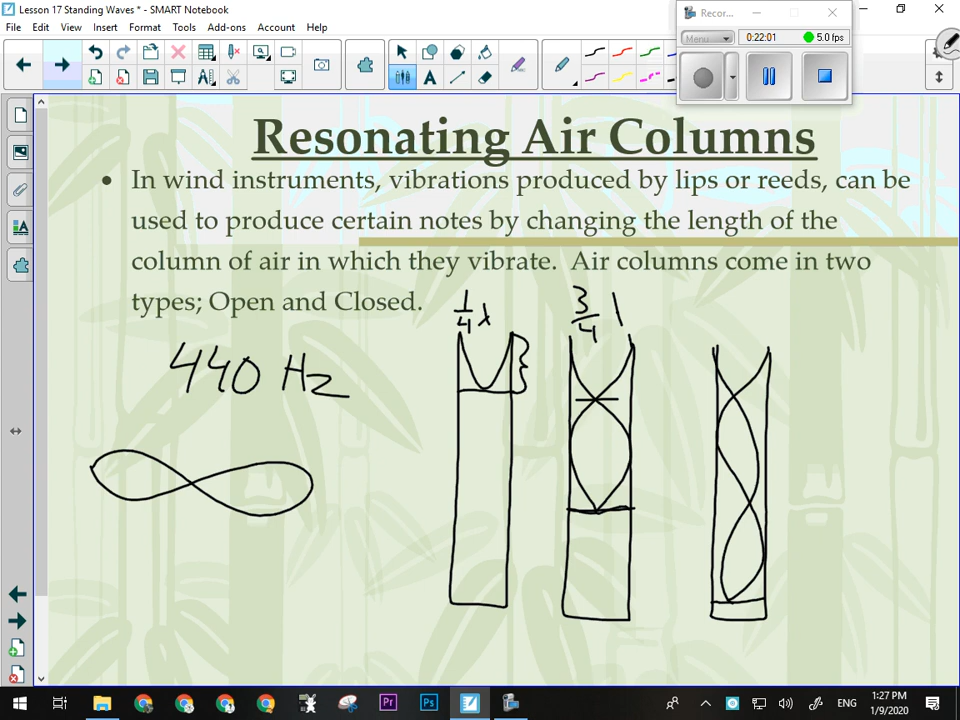 Lesson 17 Standing Waves * - SMART Notebook
File Edit View Insert Format Tools Add-ons Account Help
Recor...
Menu 0:22:01 5.0 fps
Resonating Air Columns
• In wind instruments, vibrations produced by lips or reeds, can be
used to produce certain notes by changing the length of the
column of air in which they vibrate. Air columns come in two
types; Open and Closed.
1/4 λ 3/4
440 Hz
Pr Ps ENG
1:27 PM
1/9/2020